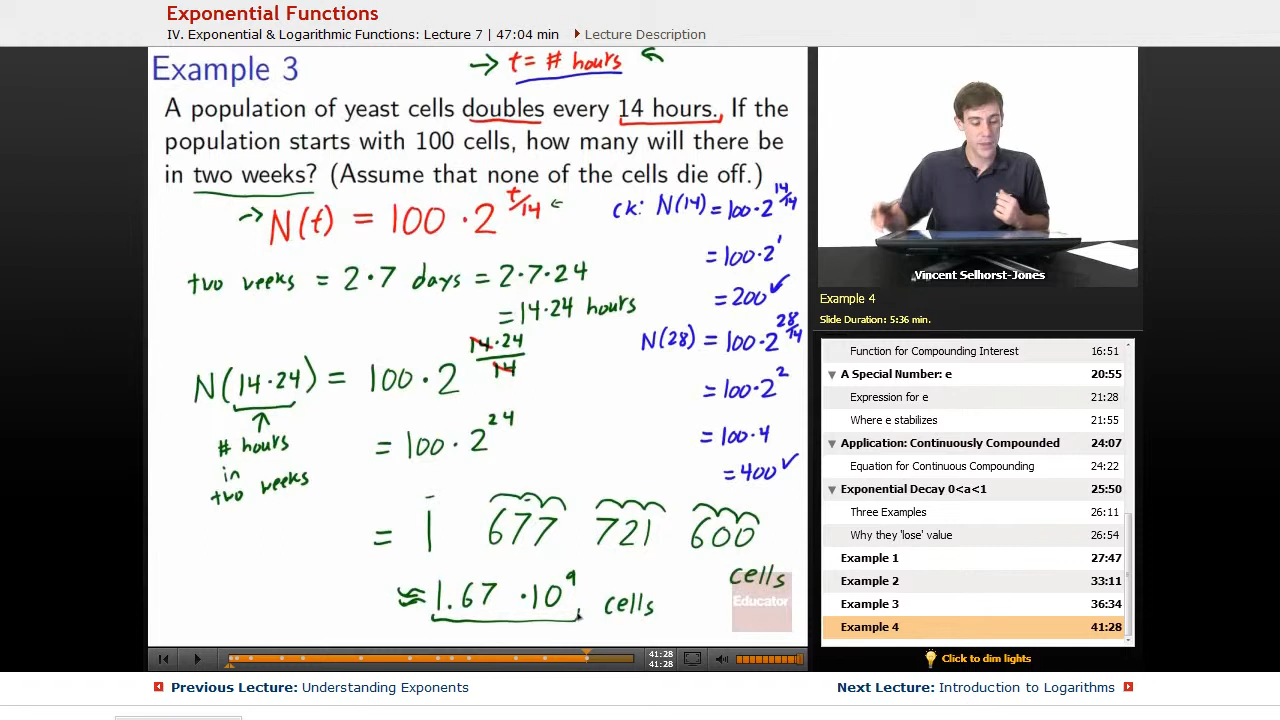 Exponential Functions
IV. Exponential & Logarithmic Functions: Lecture 7 | 47:04 min
Lecture Description
Example 3
→ t = # hours ←
A population of yeast cells doubles every 14 hours. If the
population starts with 100 cells, how many will there be
in two weeks? (Assume that none of the cells die off.)
→ N(t) = 100 · 2^(t/14) ←
two weeks = 2·7 days = 2·7·24
= 14·24 hours
N(14·24) = 100 · 2^(14·24/14)
↑
# hours
in
two weeks
= 100 · 2^24
= 1 677 721 600
cells
≈ 1.67 · 10^9 cells
ck: N(14) = 100·2^(14/14)
= 100·2^1
= 200 ✓
N(28) = 100·2^(28/14)
= 100·2^2
= 100·4
= 400 ✓
Educator
Vincent Selhorst-Jones
Example 4
Slide Duration: 5:36 min.
Function for Compounding Interest 16:51
A Special Number: e 20:55
Expression for e 21:28
Where e stabilizes 21:55
Application: Continuously Compounded 24:07
Equation for Continuous Compounding 24:22
Exponential Decay 0<a<1 25:50
Three Examples 26:11
Why they 'lose' value 26:54
Example 1 27:47
Example 2 33:11
Example 3 36:34
Example 4 41:28
41:28
41:28
Click to dim lights
Previous Lecture: Understanding Exponents
Next Lecture: Introduction to Logarithms